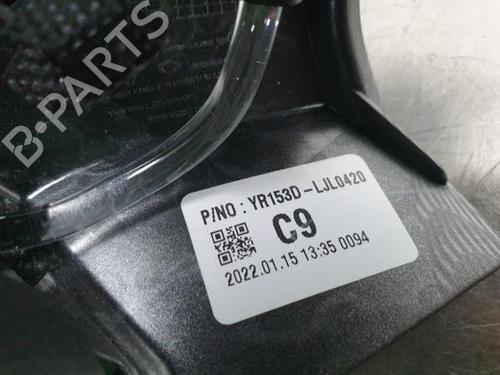 B-PARTS
P/NO : YR153D-LJL0420
C9
2022.01.15 13:35 0094